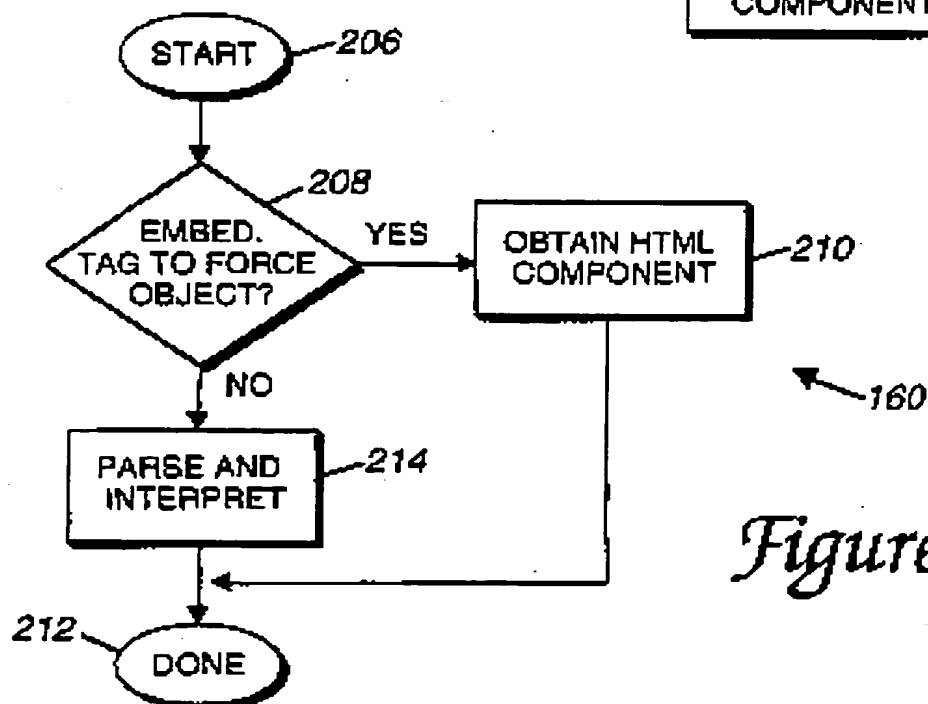 COMPONENT
START
206
208
EMBED.
TAG TO FORCE
OBJECT?
YES
OBTAIN HTML
COMPONENT
210
NO
160
PARSE AND
INTERPRET
214
Figure
212
DONE